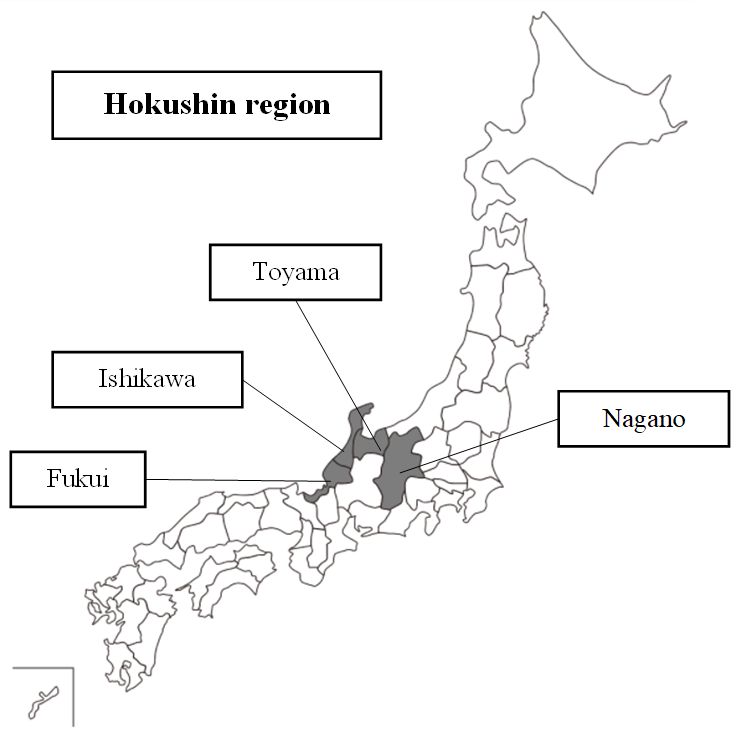 Hokushin region
Toyama
Ishikawa
Nagano
Fukui